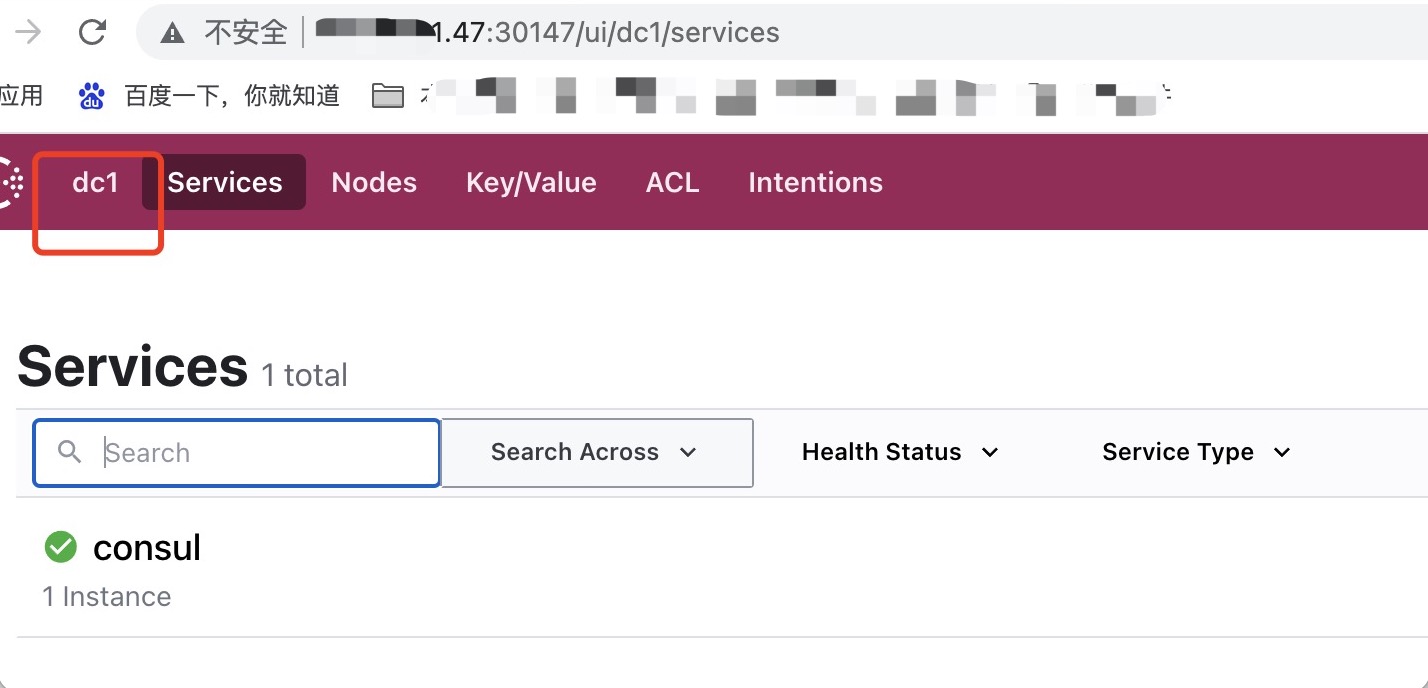 不安全 1.47:30147/ui/dc1/services
应用 百度一下，你就知道
dc1 Services Nodes Key/Value ACL Intentions
Services 1 total
Search Search Across Health Status Service Type
consul
1 Instance